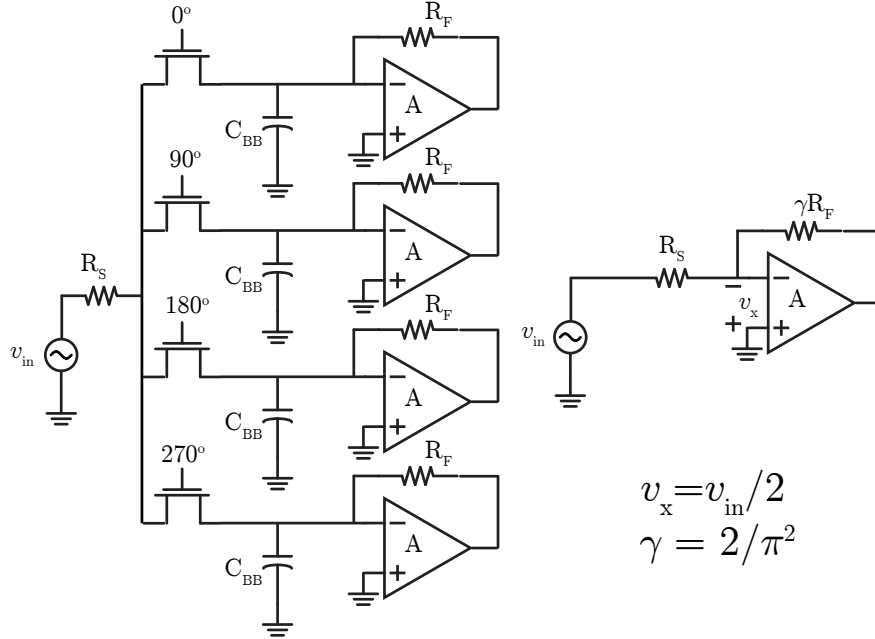 0°
R_F
A
C_BB
90°
R_F
A
C_BB
R_S
v_in
180°
R_F
A
C_BB
270°
R_F
A
C_BB
γR_F
R_S
v_x
A
v_in
v_x=v_in/2
γ = 2/π²